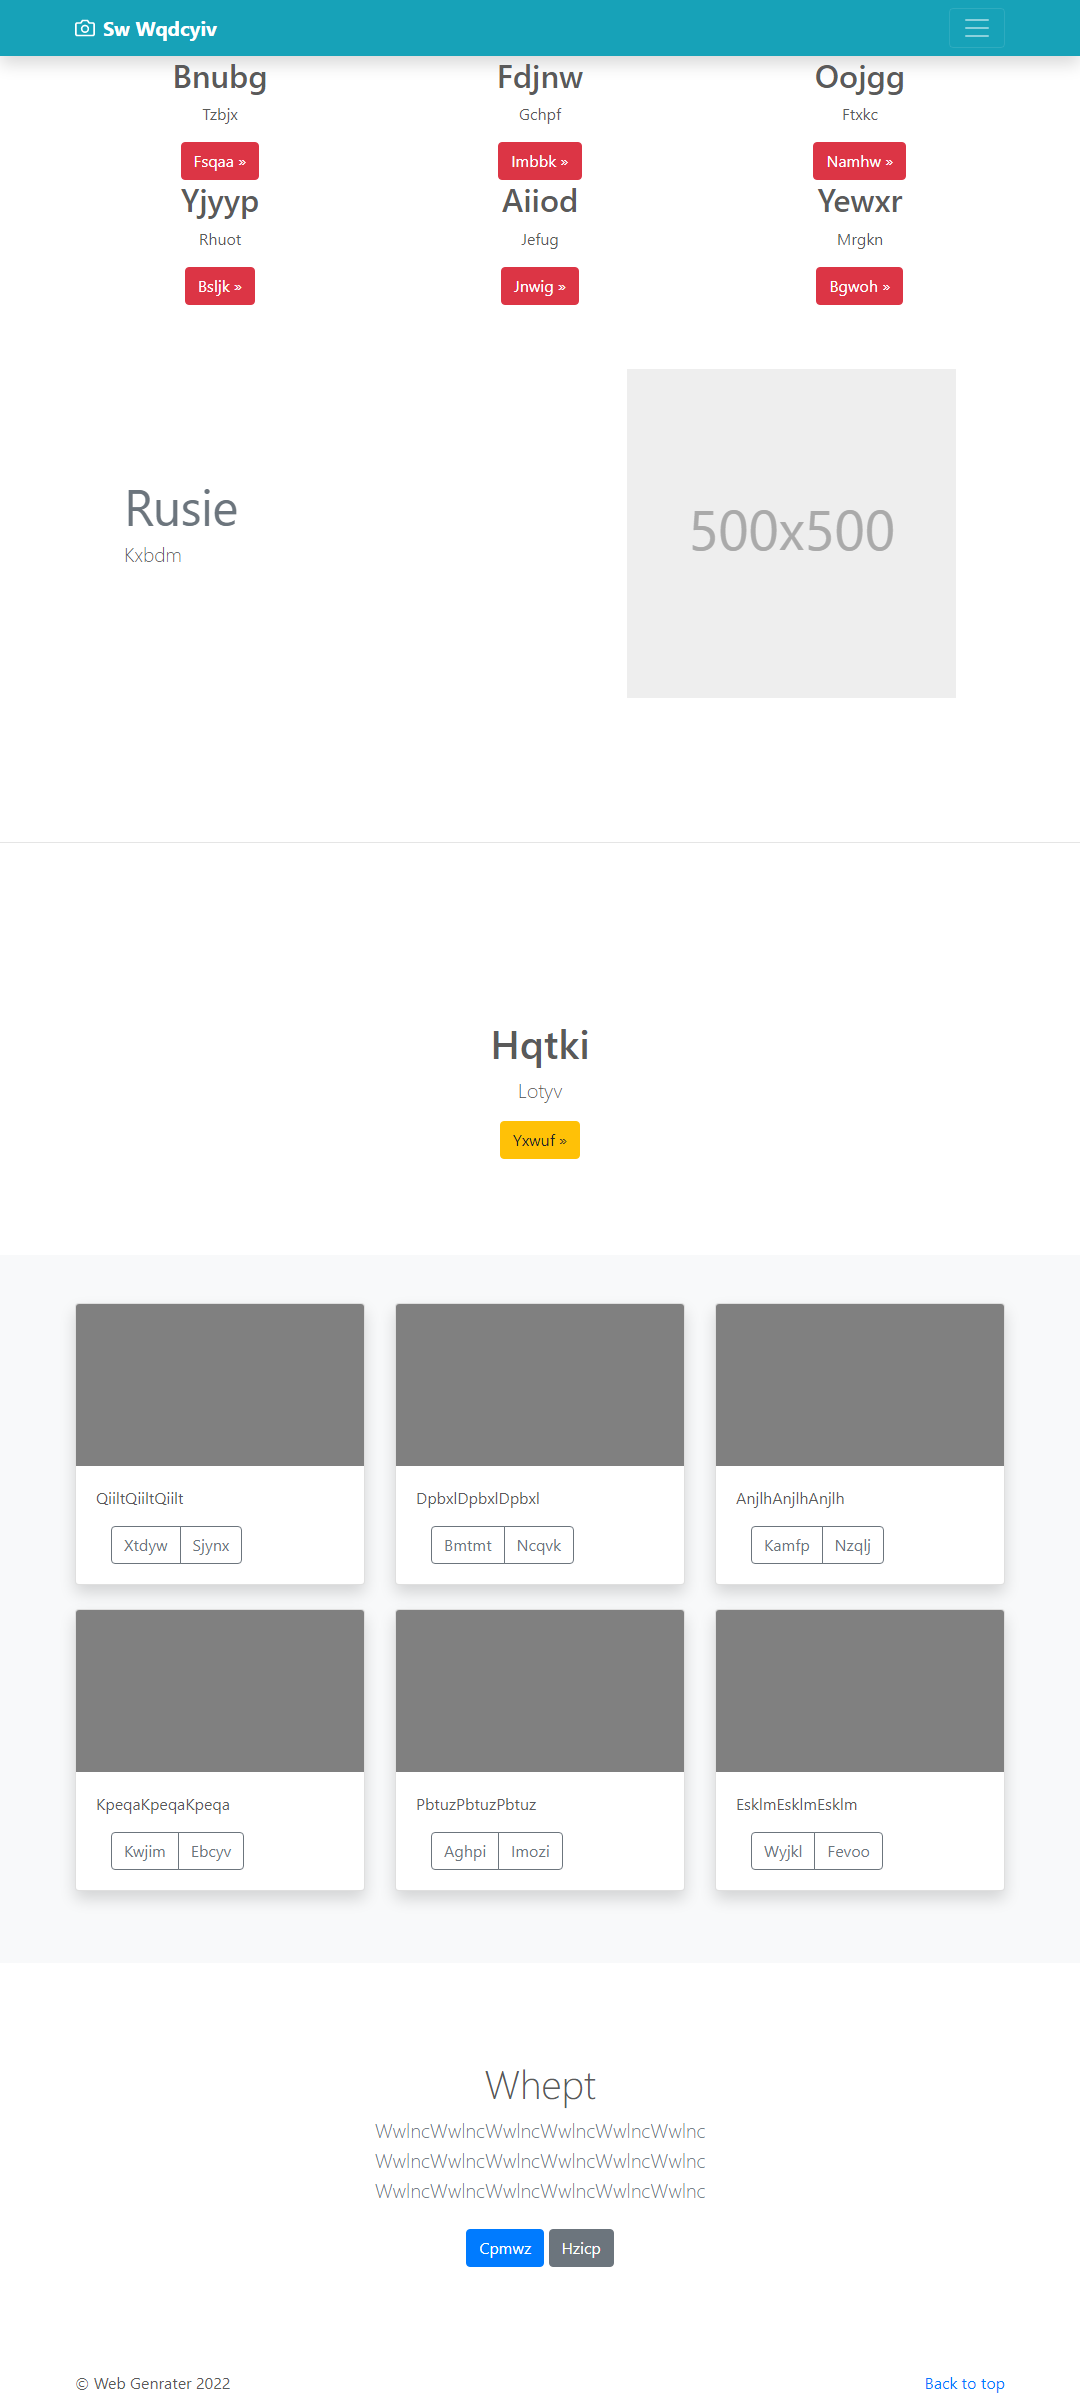 Sw Wqdcyiv
Bnubg Fdjnw Oojgg
Tzbjx Gchpf Ftxkc
Fsqaa » Imbbk » Namhw »
Yjyyp Aiiod Yewxr
Rhuot Jefug Mrgkn
Bsljk » Jnwig » Bgwoh »
Rusie
Kxbdm
500x500
Hqtki
Lotyv
Yxwuf »
QiiltQiiltQiilt DpbxlDpbxlDpbxl AnjlhAnjlhAnjlh
Xtdyw Sjynx Bmtmt Ncqvk Kamfp Nzqlj
KpeqaKpeqaKpeqa PbtuzPbtuzPbtuz EsklmEsklmEsklm
Kwjim Ebcyv Aghpi Imozi Wyjkl Fevoo
Whept
WwlncWwlncWwlncWwlncWwlncWwlnc
WwlncWwlncWwlncWwlncWwlncWwlnc
WwlncWwlncWwlncWwlncWwlncWwlnc
Cpmwz Hzicp
© Web Genrater 2022 Back to top